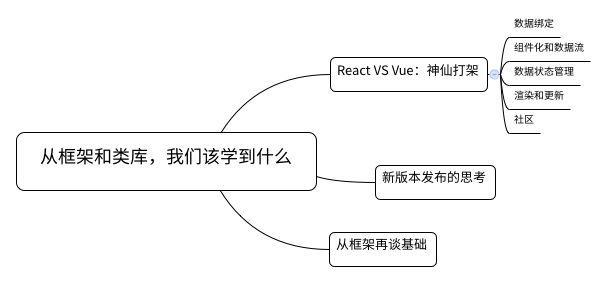 从框架和类库，我们该学到什么
React VS Vue：神仙打架
数据绑定
组件化和数据流
数据状态管理
渲染和更新
社区
新版本发布的思考
从框架再谈基础